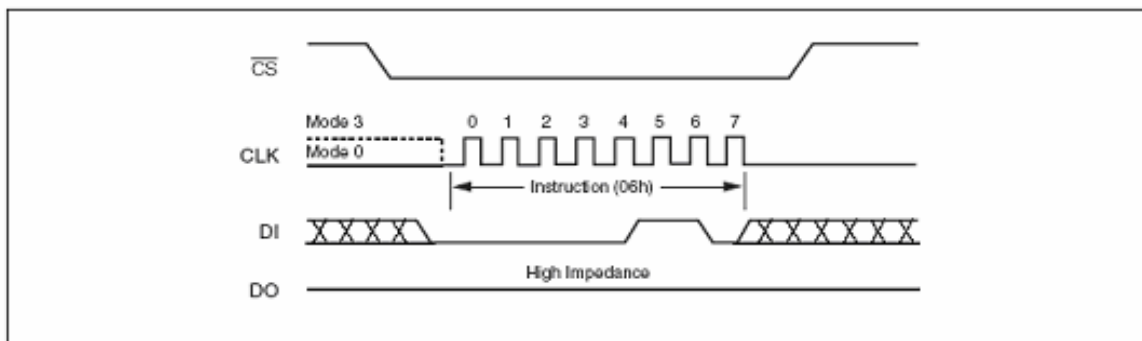 CS
Mode 3
0 1 2 3 4 5 6 7
CLK
Mode 0
Instruction (06h)
DI
High Impedance
DO